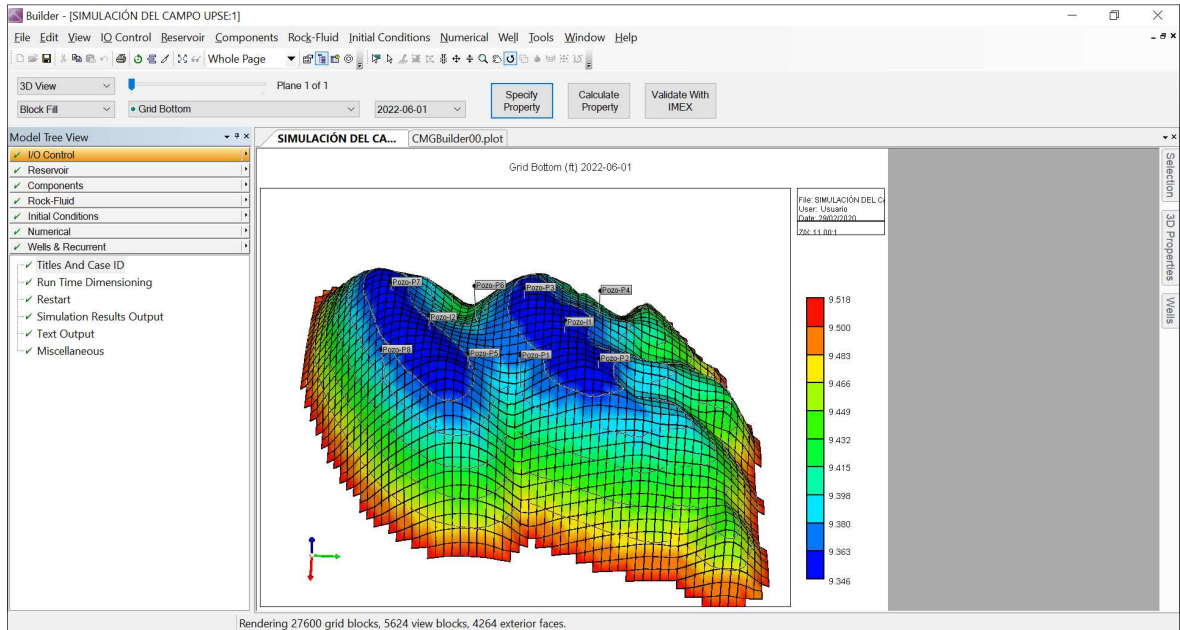 Builder - [SIMULACIÓN DEL CAMPO UPSE:1]
File Edit View IO Control Reservoir Components Rock-Fluid Initial Conditions Numerical Well Tools Window Help
Whole Page
3D View
Plane 1 of 1
Block Fill
Grid Bottom
2022-06-01
Specify Property
Calculate Property
Validate With IMEX
Model Tree View
I/O Control
Reservoir
Components
Rock-Fluid
Initial Conditions
Numerical
Wells & Recurrent
Titles And Case ID
Run Time Dimensioning
Restart
Simulation Results Output
Text Output
Miscellaneous
SIMULACIÓN DEL CA...
CMGBuilder00.plot
Grid Bottom (ft) 2022-06-01
File: SIMULACIÓN DEL CA
User: Usuario
Date: 29/02/2020
Z/X: 11.00:1
Pozo-P7
Pozo-P6
Pozo-P3
Pozo-P4
Pozo-I2
Pozo-I1
Pozo-P8
Pozo-P5
Pozo-P1
Pozo-P2
9.518
9.500
9.483
9.466
9.449
9.432
9.415
9.398
9.380
9.363
9.346
Selection
3D Properties
Wells
Rendering 27600 grid blocks, 5624 view blocks, 4264 exterior faces.